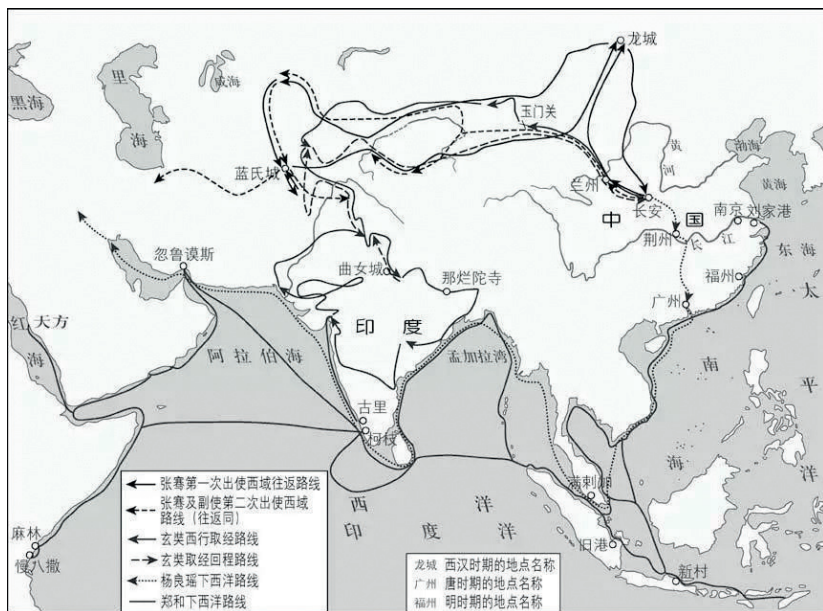 龙城
里
海
咸海
黑海
玉门关
黄
河
渤海
蓝氏城
兰州
长安
黄海
中
国
南京
刘家港
荆州
长
江
东
海
忽鲁谟斯
曲女城
那烂陀寺
福州
太
广州
红
海
天方
印
度
阿
拉
伯
海
孟加拉湾
南
平
古里
柯枝
海
洋
满剌加
西
洋
印
度
洋
麻林
慢八撒
旧港
新村
张骞第一次出使西域往返路线
张骞及副使第二次出使西域
路线（往返同）
玄奘西行取经路线
玄奘取经回程路线
杨良瑶下西洋路线
郑和下西洋路线
龙城 西汉时期的地点名称
广州 唐时期的地点名称
福州 明时期的地点名称